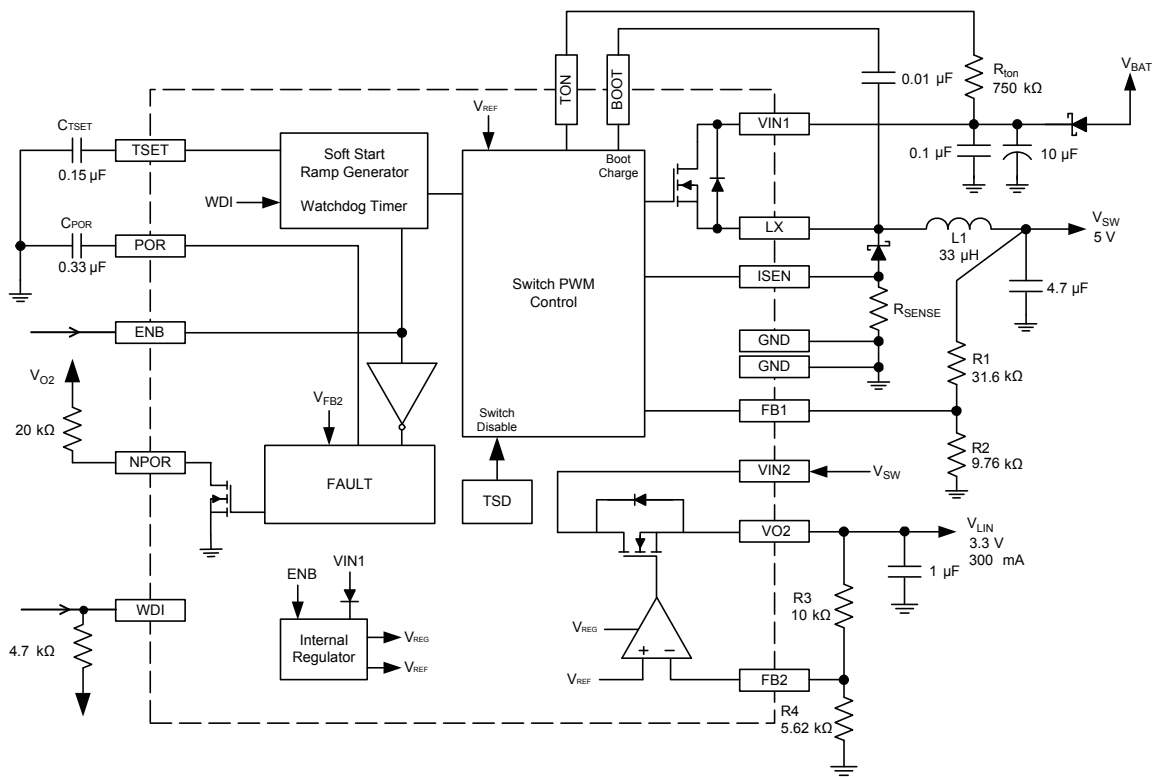 TON
BOOT
0.01 µF
Rton
750 kΩ
VBAT
VREF
VIN1
0.1 µF
10 µF
CTSET
TSET
0.15 µF
Soft Start
Ramp Generator
Watchdog Timer
WDI
Boot
Charge
CPOR
POR
0.33 µF
LX
L1
33 µH
VSW
5 V
Switch PWM
Control
ISEN
RSENSE
4.7 µF
ENB
GND
GND
R1
31.6 kΩ
VO2
20 kΩ
VFB2
Switch
Disable
FB1
R2
9.76 kΩ
NPOR
FAULT
TSD
VIN2
VSW
VO2
VLIN
3.3 V
300 mA
1 µF
ENB
VIN1
WDI
4.7 kΩ
Internal
Regulator
VREG
VREF
R3
10 kΩ
VREG
+ –
VREF
FB2
R4
5.62 kΩ